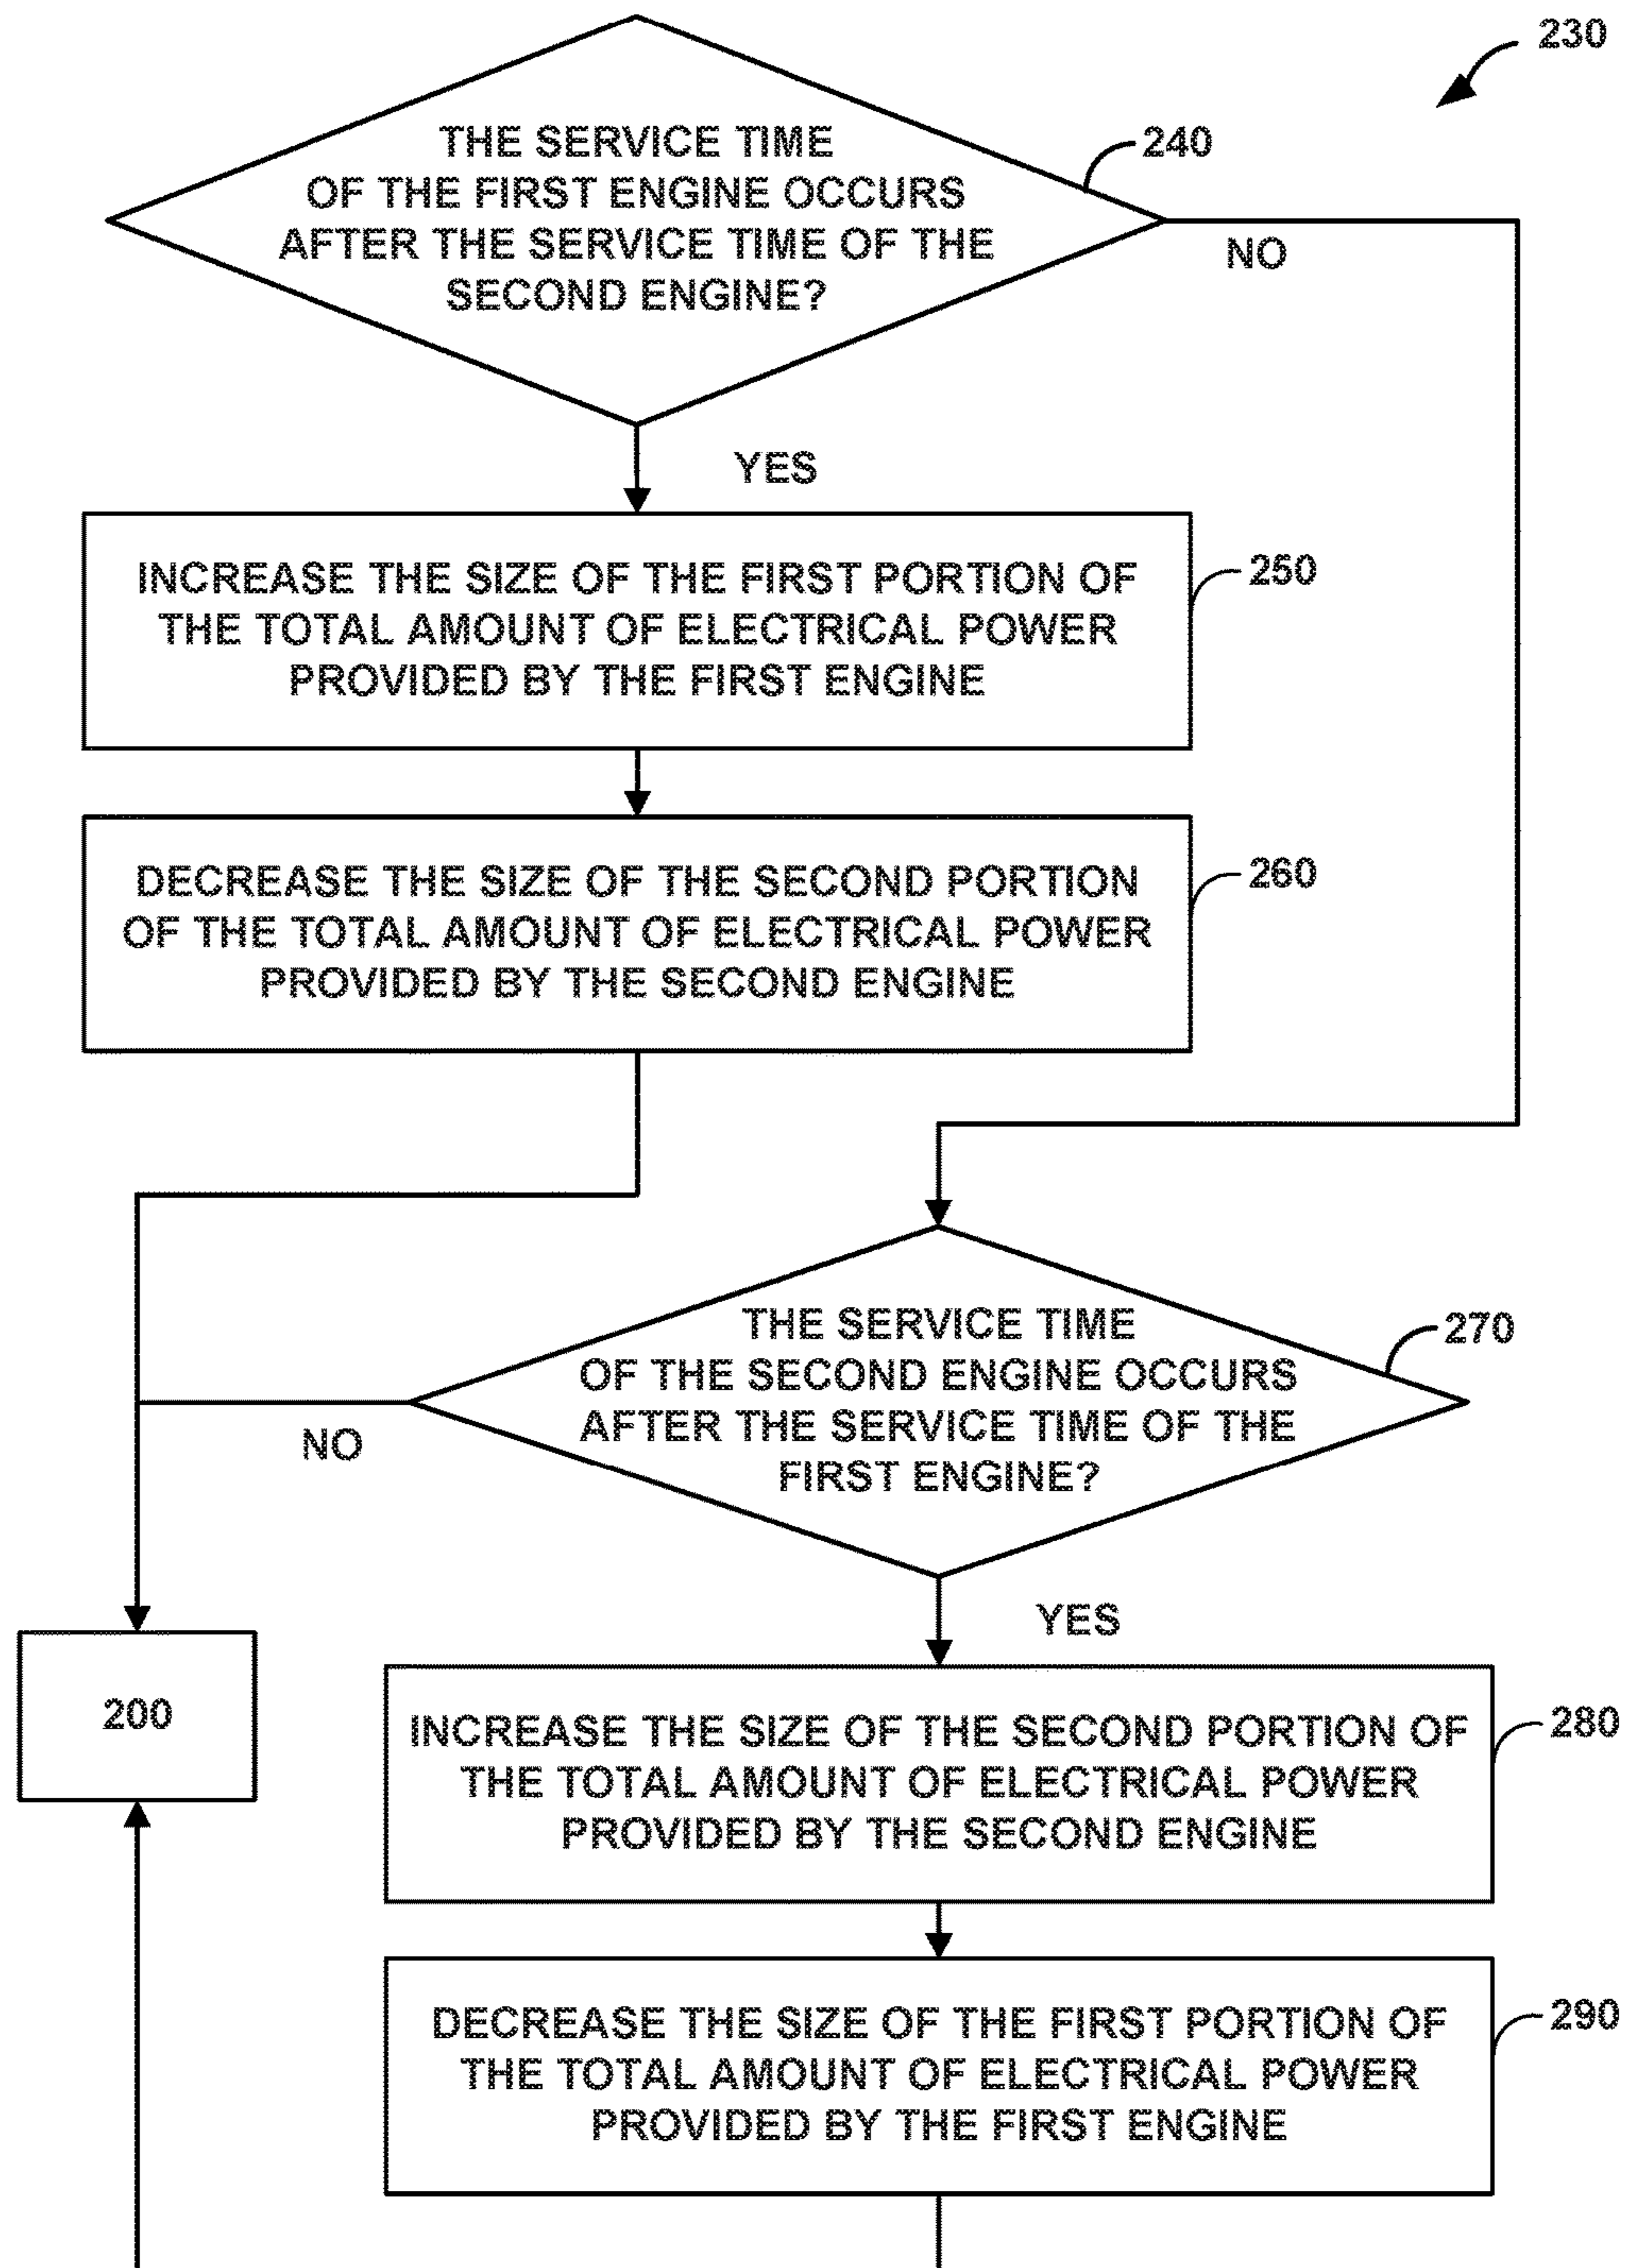 230
THE SERVICE TIME
OF THE FIRST ENGINE OCCURS
AFTER THE SERVICE TIME OF THE
SECOND ENGINE?
240
NO
YES
INCREASE THE SIZE OF THE FIRST PORTION OF
THE TOTAL AMOUNT OF ELECTRICAL POWER
PROVIDED BY THE FIRST ENGINE
250
DECREASE THE SIZE OF THE SECOND PORTION
OF THE TOTAL AMOUNT OF ELECTRICAL POWER
PROVIDED BY THE SECOND ENGINE
260
THE SERVICE TIME
OF THE SECOND ENGINE OCCURS
AFTER THE SERVICE TIME OF THE
FIRST ENGINE?
270
NO
YES
200
INCREASE THE SIZE OF THE SECOND PORTION OF
THE TOTAL AMOUNT OF ELECTRICAL POWER
PROVIDED BY THE SECOND ENGINE
280
DECREASE THE SIZE OF THE FIRST PORTION OF
THE TOTAL AMOUNT OF ELECTRICAL POWER
PROVIDED BY THE FIRST ENGINE
290